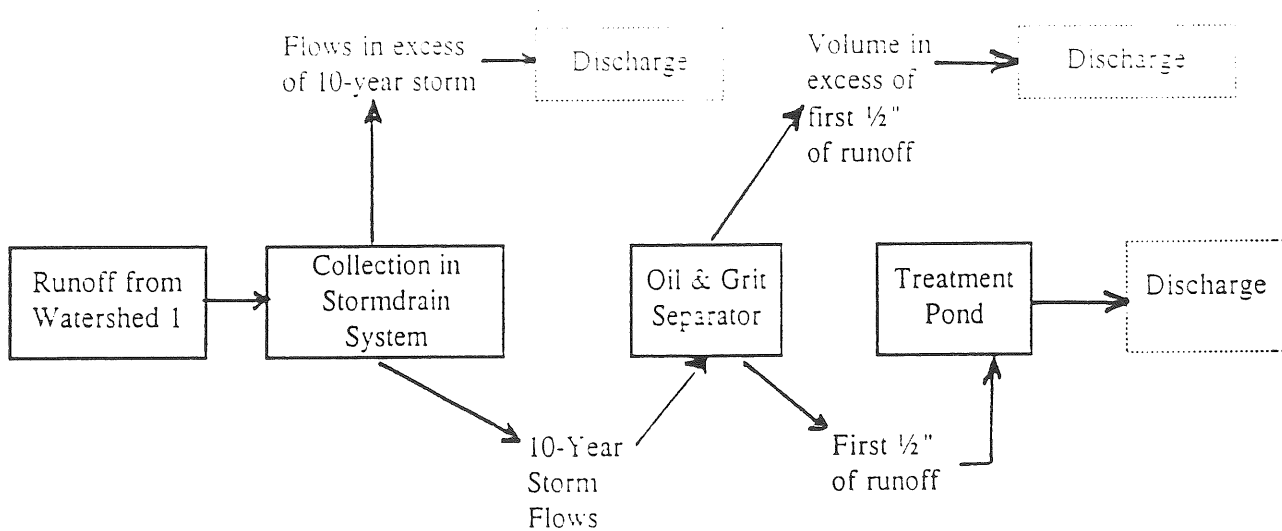 Flows in excess
of 10-year storm
Discharge
Volume in
excess of
first ½"
of runoff
Discharge
Runoff from
Watershed 1
Collection in
Stormdrain
System
Oil & Grit
Separator
Treatment
Pond
Discharge
10-Year
Storm
Flows
First ½"
of runoff